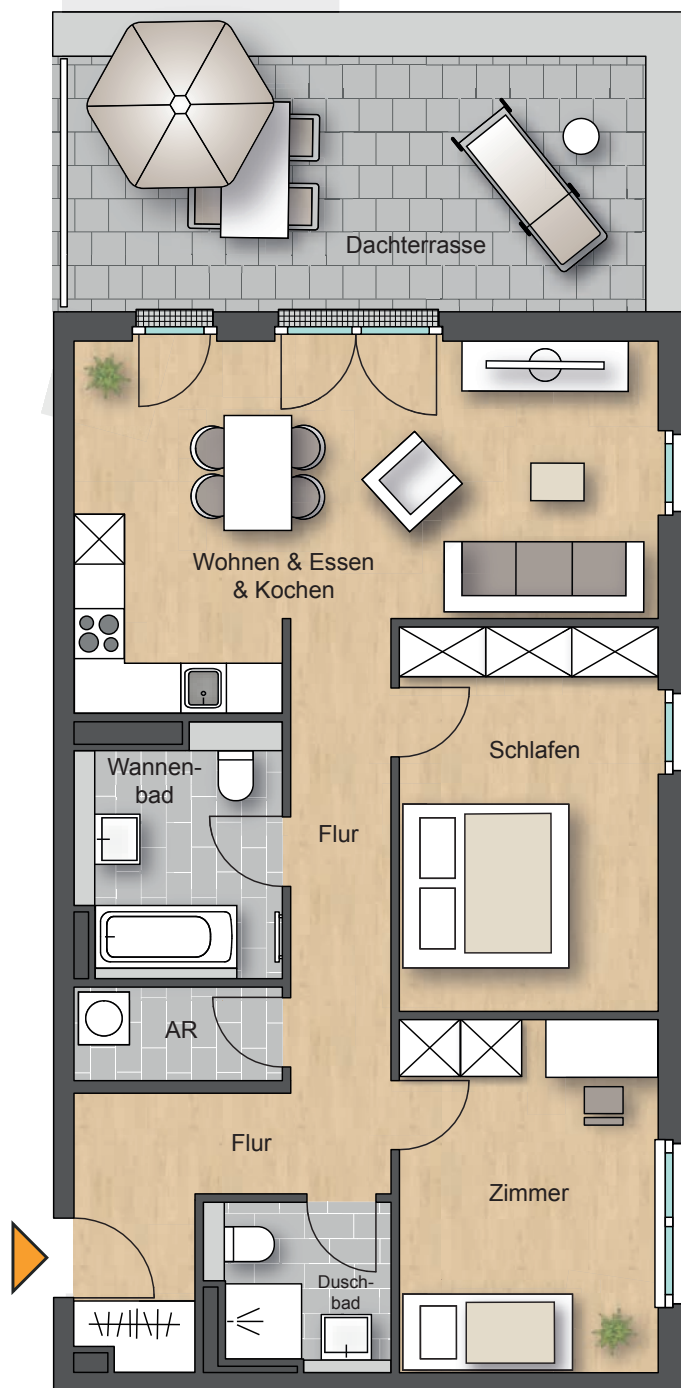 Dachterrasse
Wohnen & Essen
& Kochen
Schlafen
Wannen-
bad
Flur
AR
Flur
Zimmer
Dusch-
bad